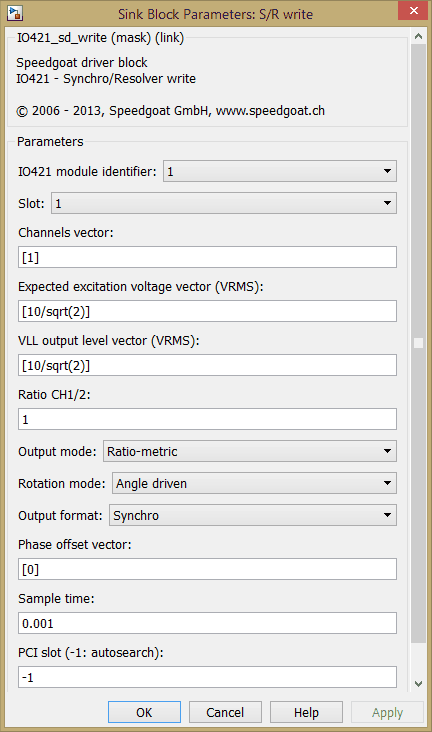 Sink Block Parameters: S/R write
IO421_sd_write (mask) (link)
Speedgoat driver block
IO421 - Synchro/Resolver write
© 2006 - 2013, Speedgoat GmbH, www.speedgoat.ch
Parameters
IO421 module identifier: 1
Slot: 1
Channels vector:
[1]
Expected excitation voltage vector (VRMS):
[10/sqrt(2)]
VLL output level vector (VRMS):
[10/sqrt(2)]
Ratio CH1/2:
1
Output mode: Ratio-metric
Rotation mode: Angle driven
Output format: Synchro
Phase offset vector:
[0]
Sample time:
0.001
PCI slot (-1: autosearch):
-1
OK Cancel Help Apply